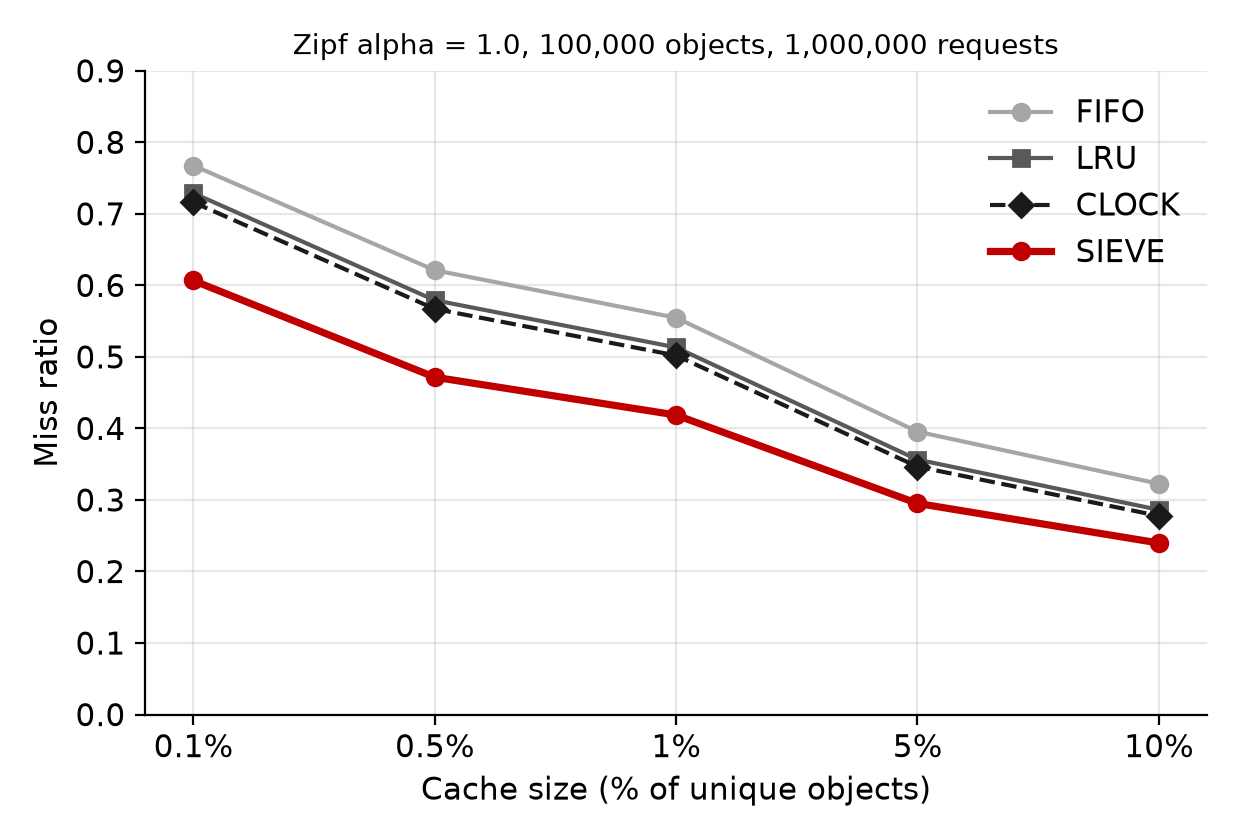 Zipf alpha = 1.0, 100,000 objects, 1,000,000 requests
0.9
0.8
0.7
0.6
0.5
0.4
0.3
0.2
0.1
0.0
Miss ratio
FIFO
LRU
CLOCK
SIEVE
0.1% 0.5% 1% 5% 10%
Cache size (% of unique objects)